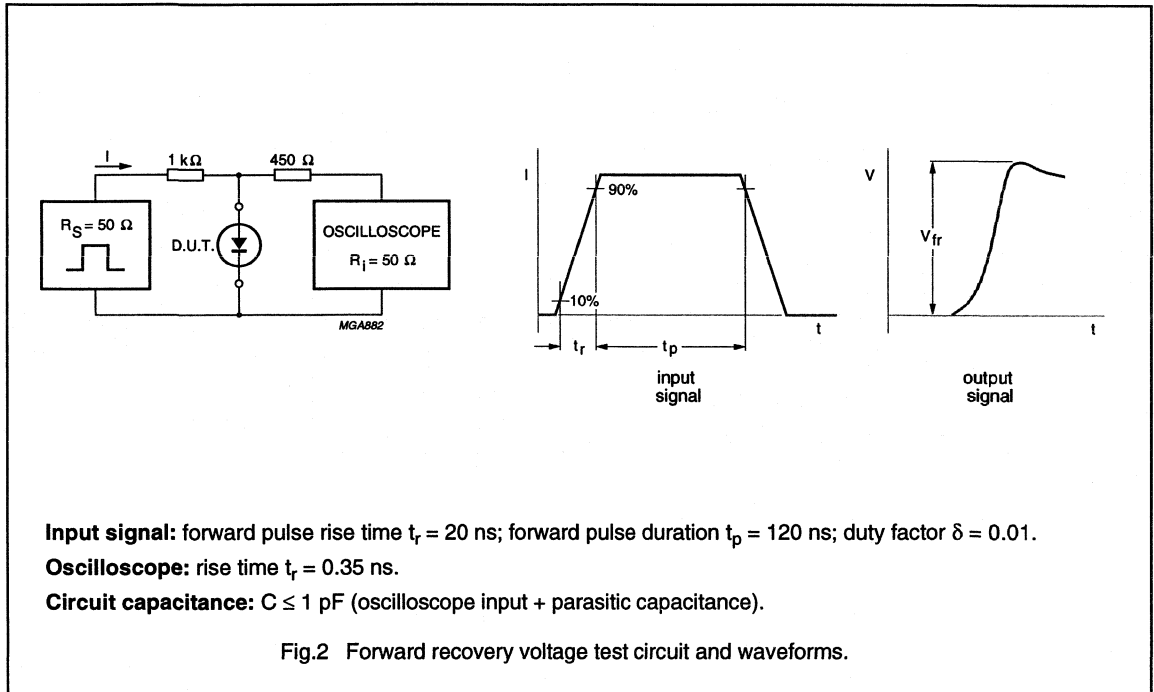 I
1 kΩ
450 Ω
R_S = 50 Ω
D.U.T.
OSCILLOSCOPE
R_i = 50 Ω
MGA882
I
90%
10%
t
t_r
t_p
input
signal
V
V_fr
t
output
signal
Input signal: forward pulse rise time t_r = 20 ns; forward pulse duration t_p = 120 ns; duty factor δ = 0.01.
Oscilloscope: rise time t_r = 0.35 ns.
Circuit capacitance: C ≤ 1 pF (oscilloscope input + parasitic capacitance).
Fig.2 Forward recovery voltage test circuit and waveforms.